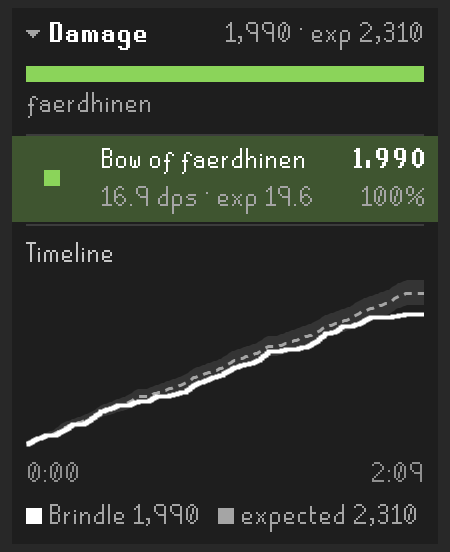 Damage 1,990 · exp 2,310
faerdhinen
Bow of faerdhinen 1,990
16.9 dps · exp 19.6 100%
Timeline
0:00 2:09
Brindle 1,990 expected 2,310